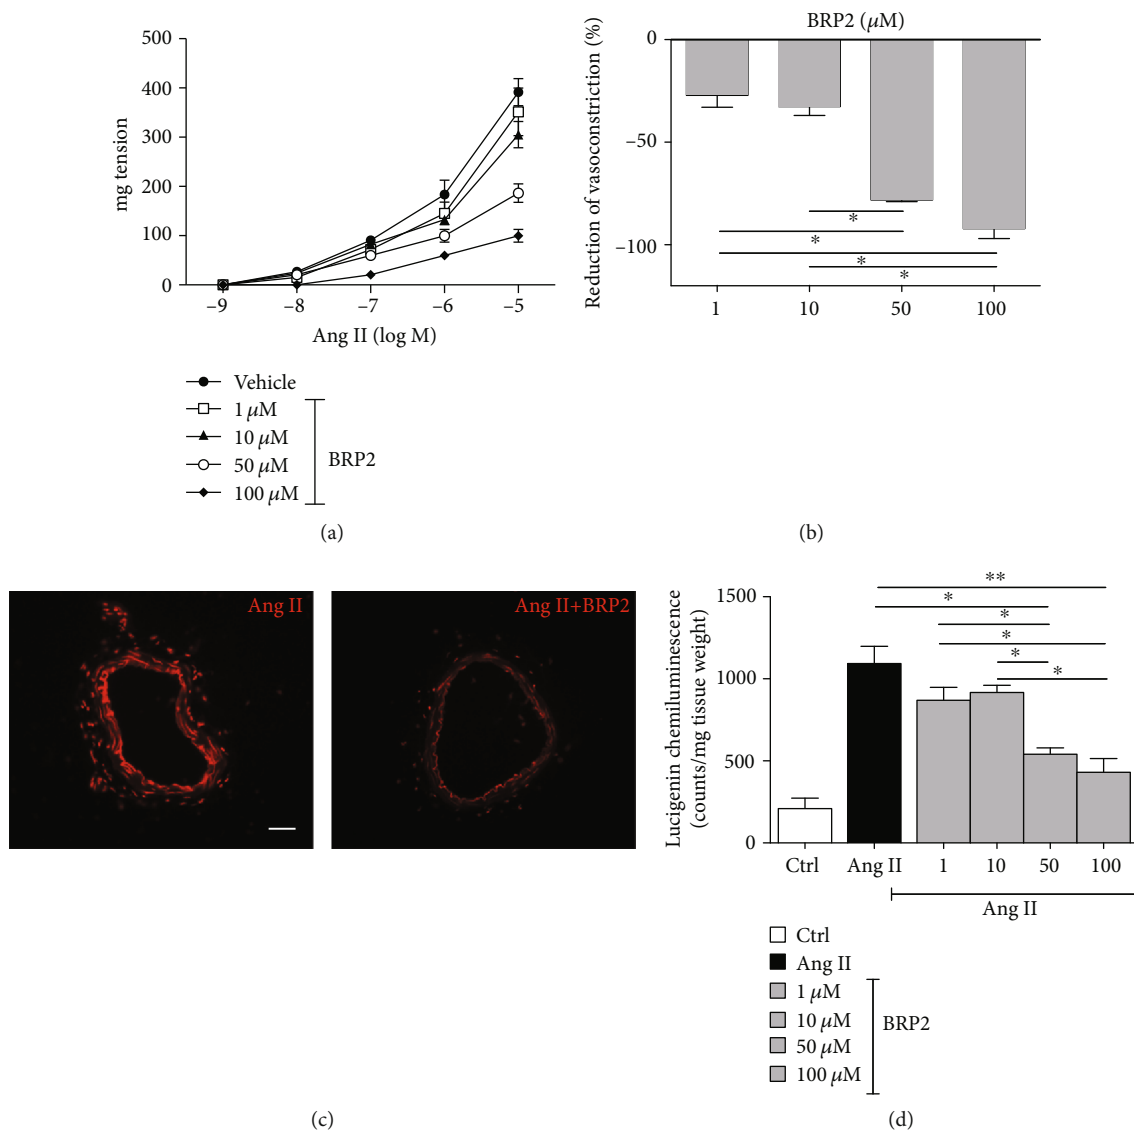 500
400
300
200
100
0
mg tension
−9 −8 −7 −6 −5
Ang II (log M)
Vehicle
1 μM
10 μM
50 μM
100 μM
BRP2
(a)
BRP2 (μM)
0
−50
−100
Reduction of vasoconstriction (%)
* 
*
*
*
1 10 50 100
(b)
Ang II
Ang II+BRP2
(c)
Lucigenin chemiluminescence
(counts/mg tissue weight)
1500
1000
500
0
**
*
*
*
*
*
Ctrl Ang II 1 10 50 100
Ang II
Ctrl
Ang II
1 μM
10 μM
50 μM
100 μM
BRP2
(d)